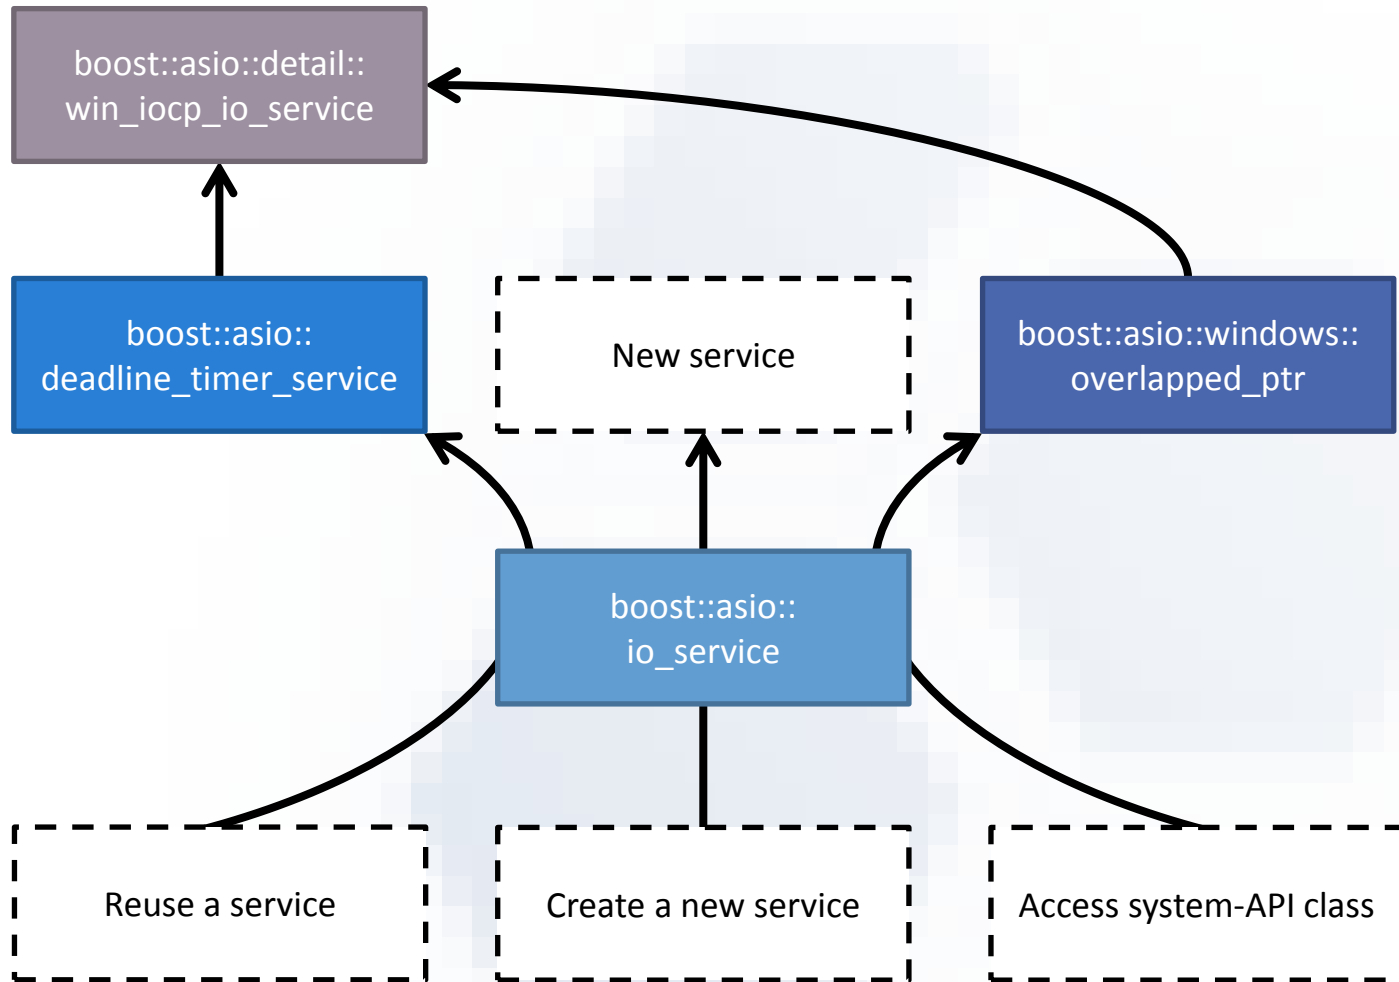 boost::asio::detail::
win_iocp_io_service
boost::asio::
deadline_timer_service
New service
boost::asio::windows::
overlapped_ptr
boost::asio::
io_service
Reuse a service
Create a new service
Access system-API class